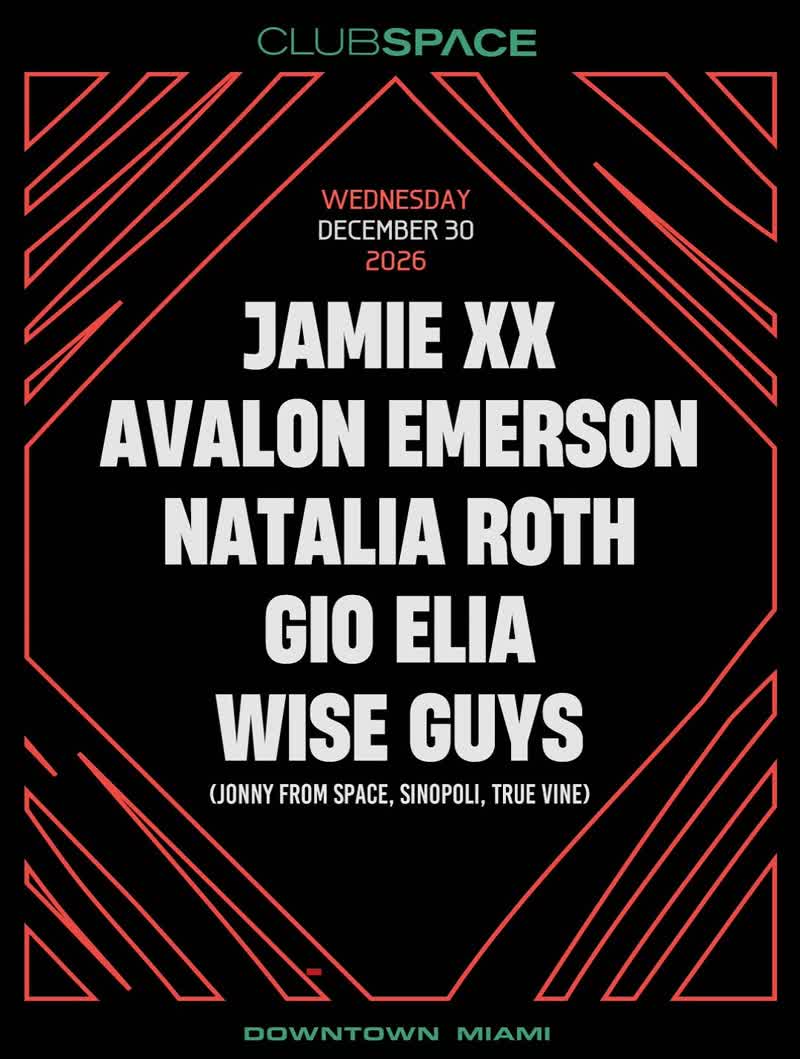 CLUBSPACE
WEDNESDAY
DECEMBER 30
2026
JAMIE XX
AVALON EMERSON
NATALIA ROTH
GIO ELIA
WISE GUYS
(JONNY FROM SPACE, SINOPOLI, TRUE VINE)
DOWNTOWN MIAMI